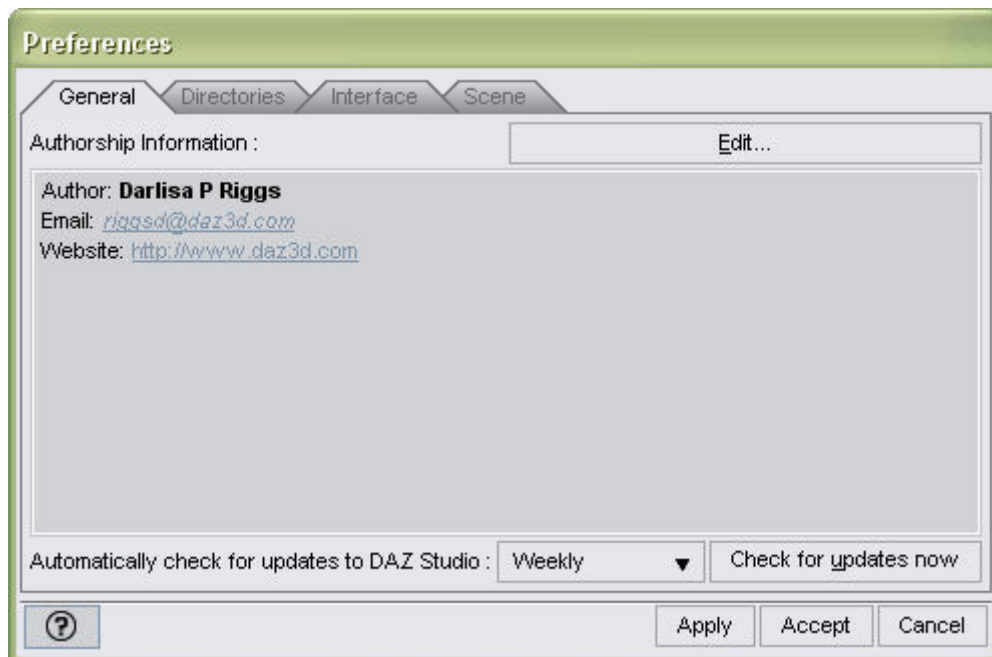 Preferences
General Directories Interface Scene
Authorship Information : Edit...
Author: Darlisa P Riggs
Email: riggsd@daz3d.com
Website: http://www.daz3d.com
Automatically check for updates to DAZ Studio : Weekly Check for updates now
? Apply Accept Cancel